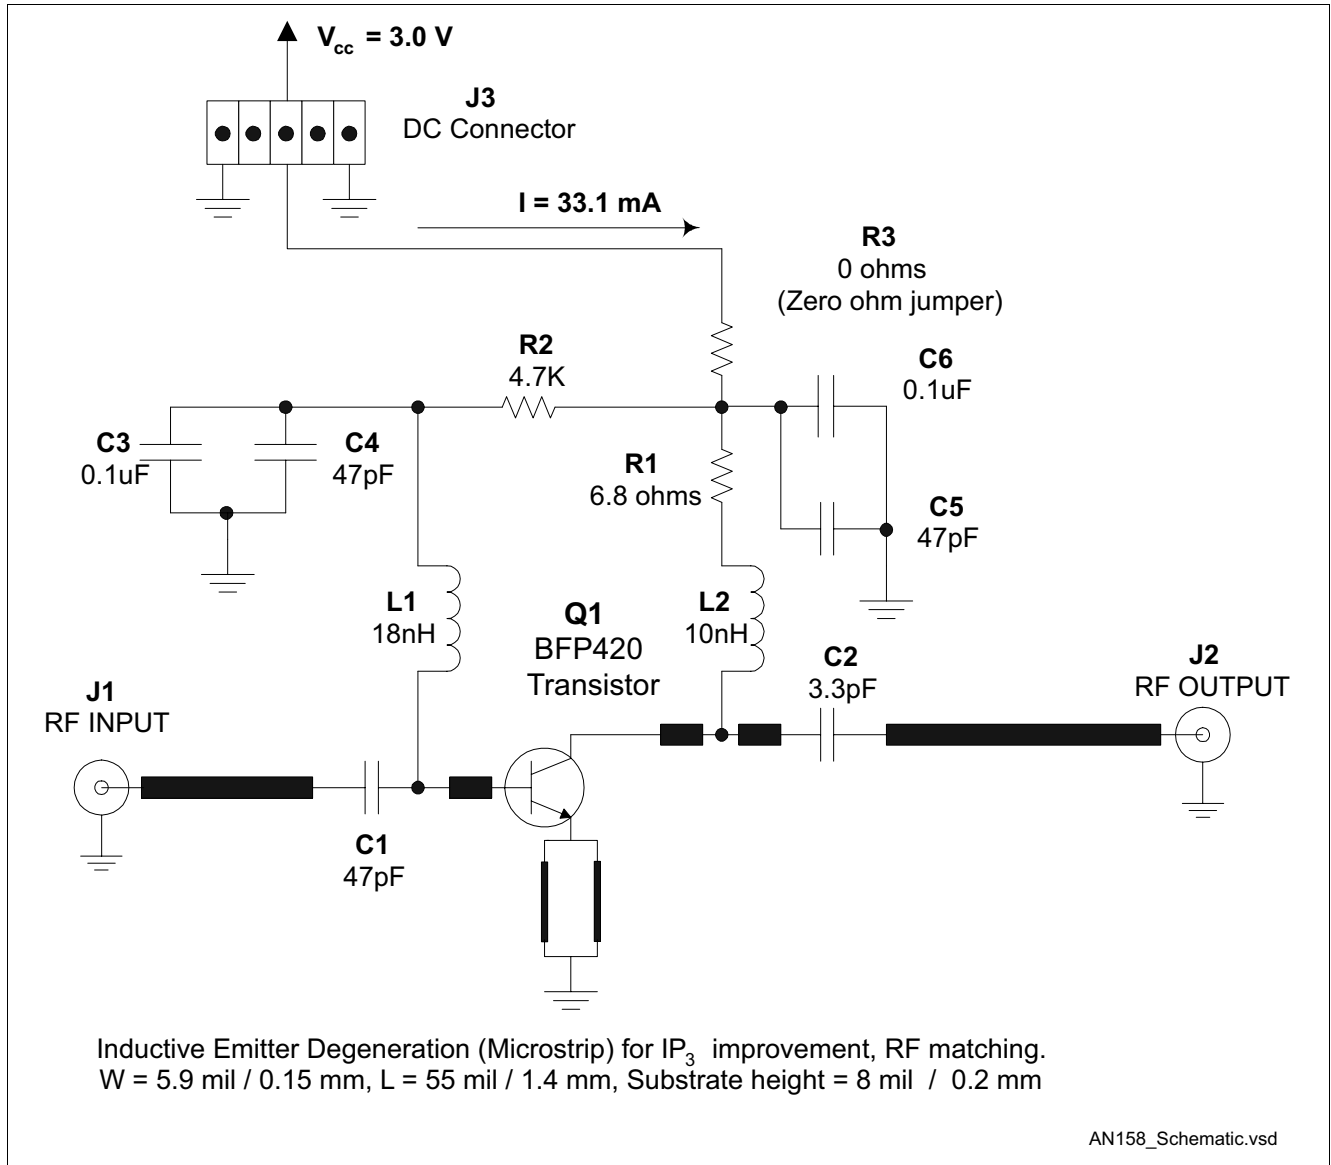 Vcc = 3.0 V
J3
DC Connector
I = 33.1 mA
R3
0 ohms
(Zero ohm jumper)
R2
4.7K
C6
0.1uF
C3
0.1uF
C4
47pF
R1
6.8 ohms
C5
47pF
L1
18nH
Q1
BFP420
Transistor
L2
10nH
C2
3.3pF
J2
RF OUTPUT
J1
RF INPUT
C1
47pF
Inductive Emitter Degeneration (Microstrip) for IP3 improvement, RF matching.
W = 5.9 mil / 0.15 mm, L = 55 mil / 1.4 mm, Substrate height = 8 mil / 0.2 mm
AN158_Schematic.vsd